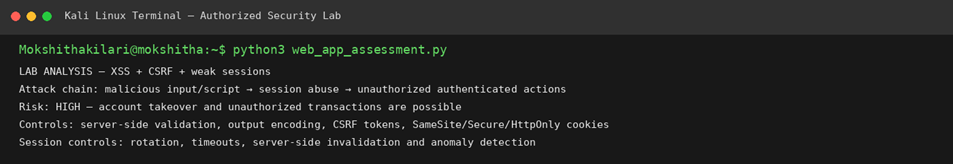 Kali Linux Terminal — Authorized Security Lab
Mokshithakilari@mokshitha:~$ python3 web_app_assessment.py
LAB ANALYSIS — XSS + CSRF + weak sessions
Attack chain: malicious input/script → session abuse → unauthorized authenticated actions
Risk: HIGH — account takeover and unauthorized transactions are possible
Controls: server-side validation, output encoding, CSRF tokens, SameSite/Secure/HttpOnly cookies
Session controls: rotation, timeouts, server-side invalidation and anomaly detection